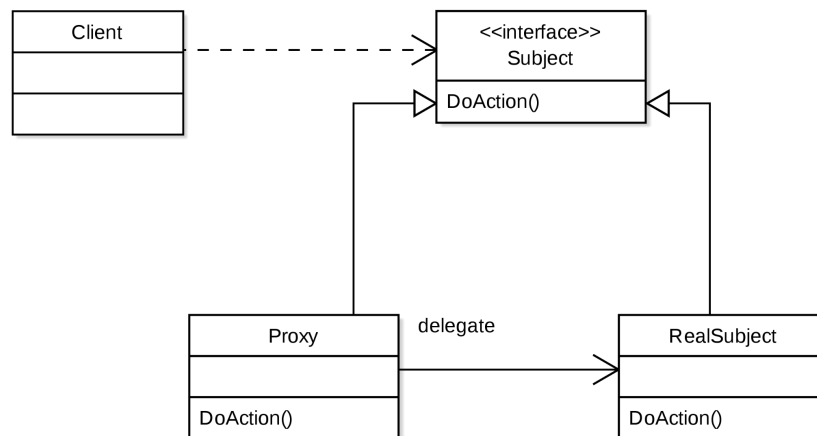 Client
<<interface>>
Subject
DoAction()
Proxy
delegate
RealSubject
DoAction()
DoAction()